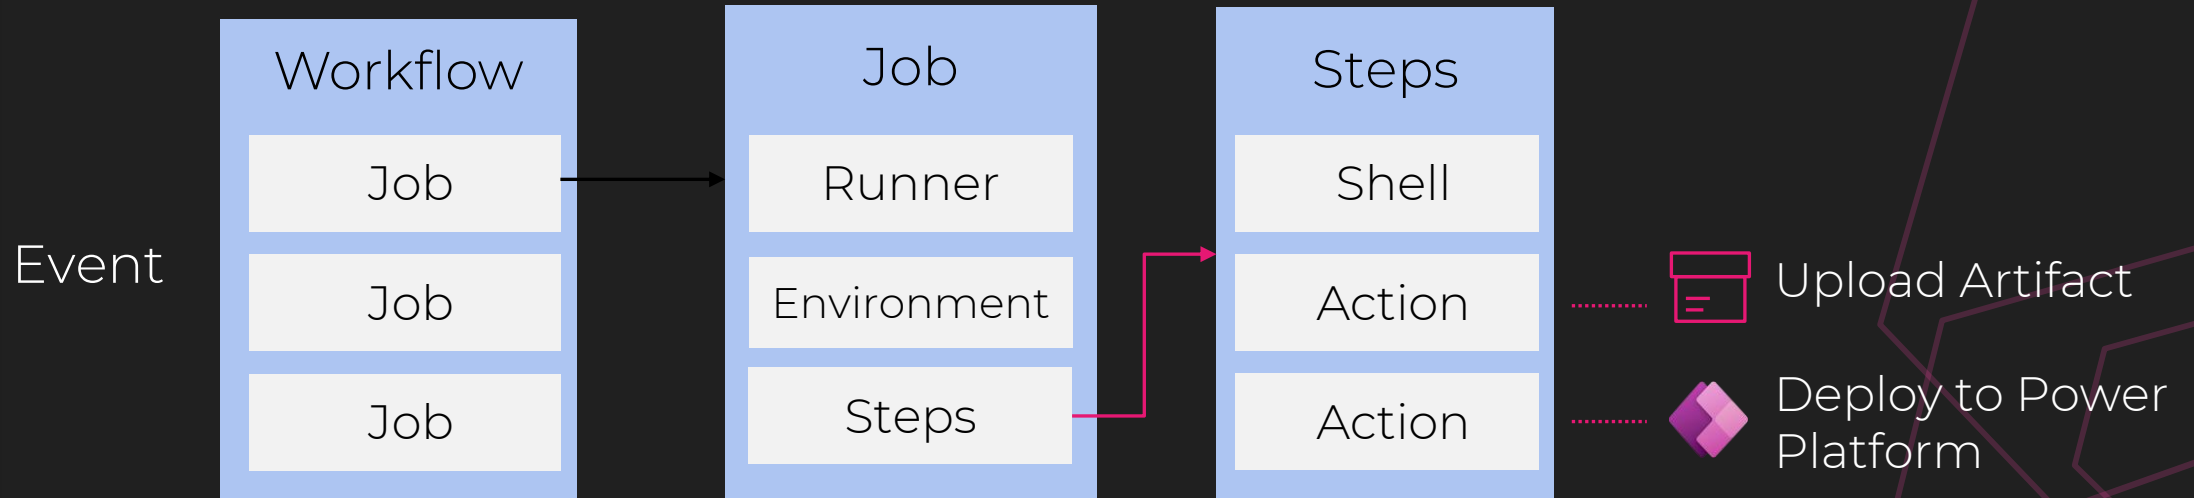 Event
Workflow
Job
Job
Job
Job
Runner
Environment
Steps
Steps
Shell
Action
Action
Upload Artifact
Deploy to Power
Platform